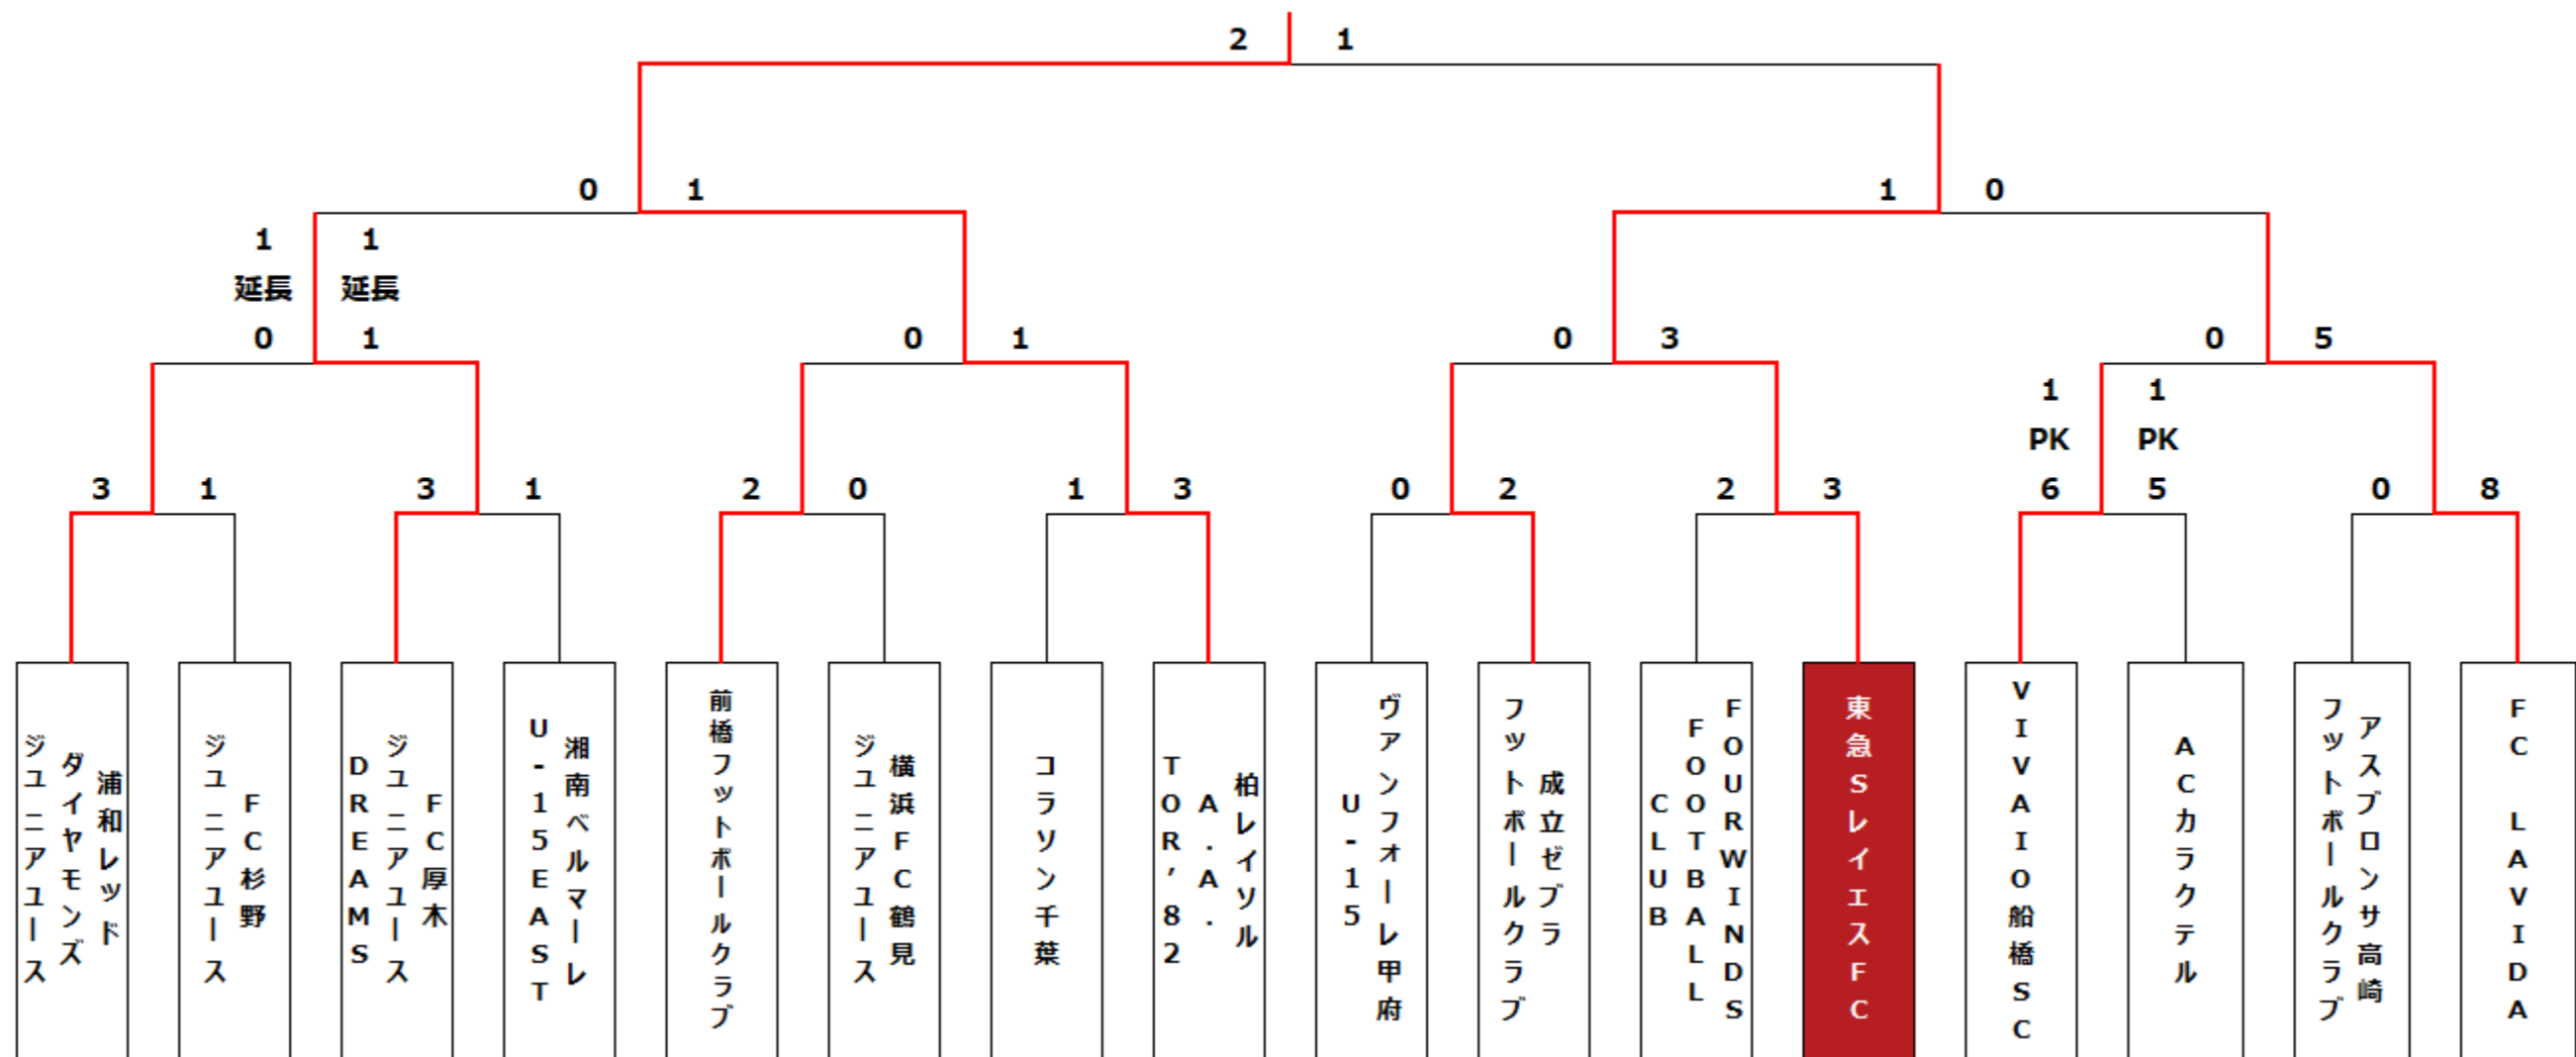 2 1
0 1
1 0
1 1
延長 延長
0 1
0 1
0 3
0 5
1 1
PK PK
3 1
3 1
2 0
1 3
0 2
2 3
6 5
0 8
浦和レッド
ダイヤモンズ
ジュニアユース
FC杉野
ジュニアユース
FC厚木
ジュニアユース
DREAMS
湘南ベルマーレ
U-15EAST
前橋フットボールクラブ
横浜FC鶴見
ジュニアユース
コラソン千葉
柏レイソル
A.A.
TOR’82
ヴァンフォーレ甲府
U-15
成立ゼブラ
フットボールクラブ
FOURWINDS
FOOTBALL
CLUB
東急SレイエスFC
VIVAIO船橋SC
ACカラクテル
アスブロンサ高崎
フットボールクラブ
FC LAVIDA